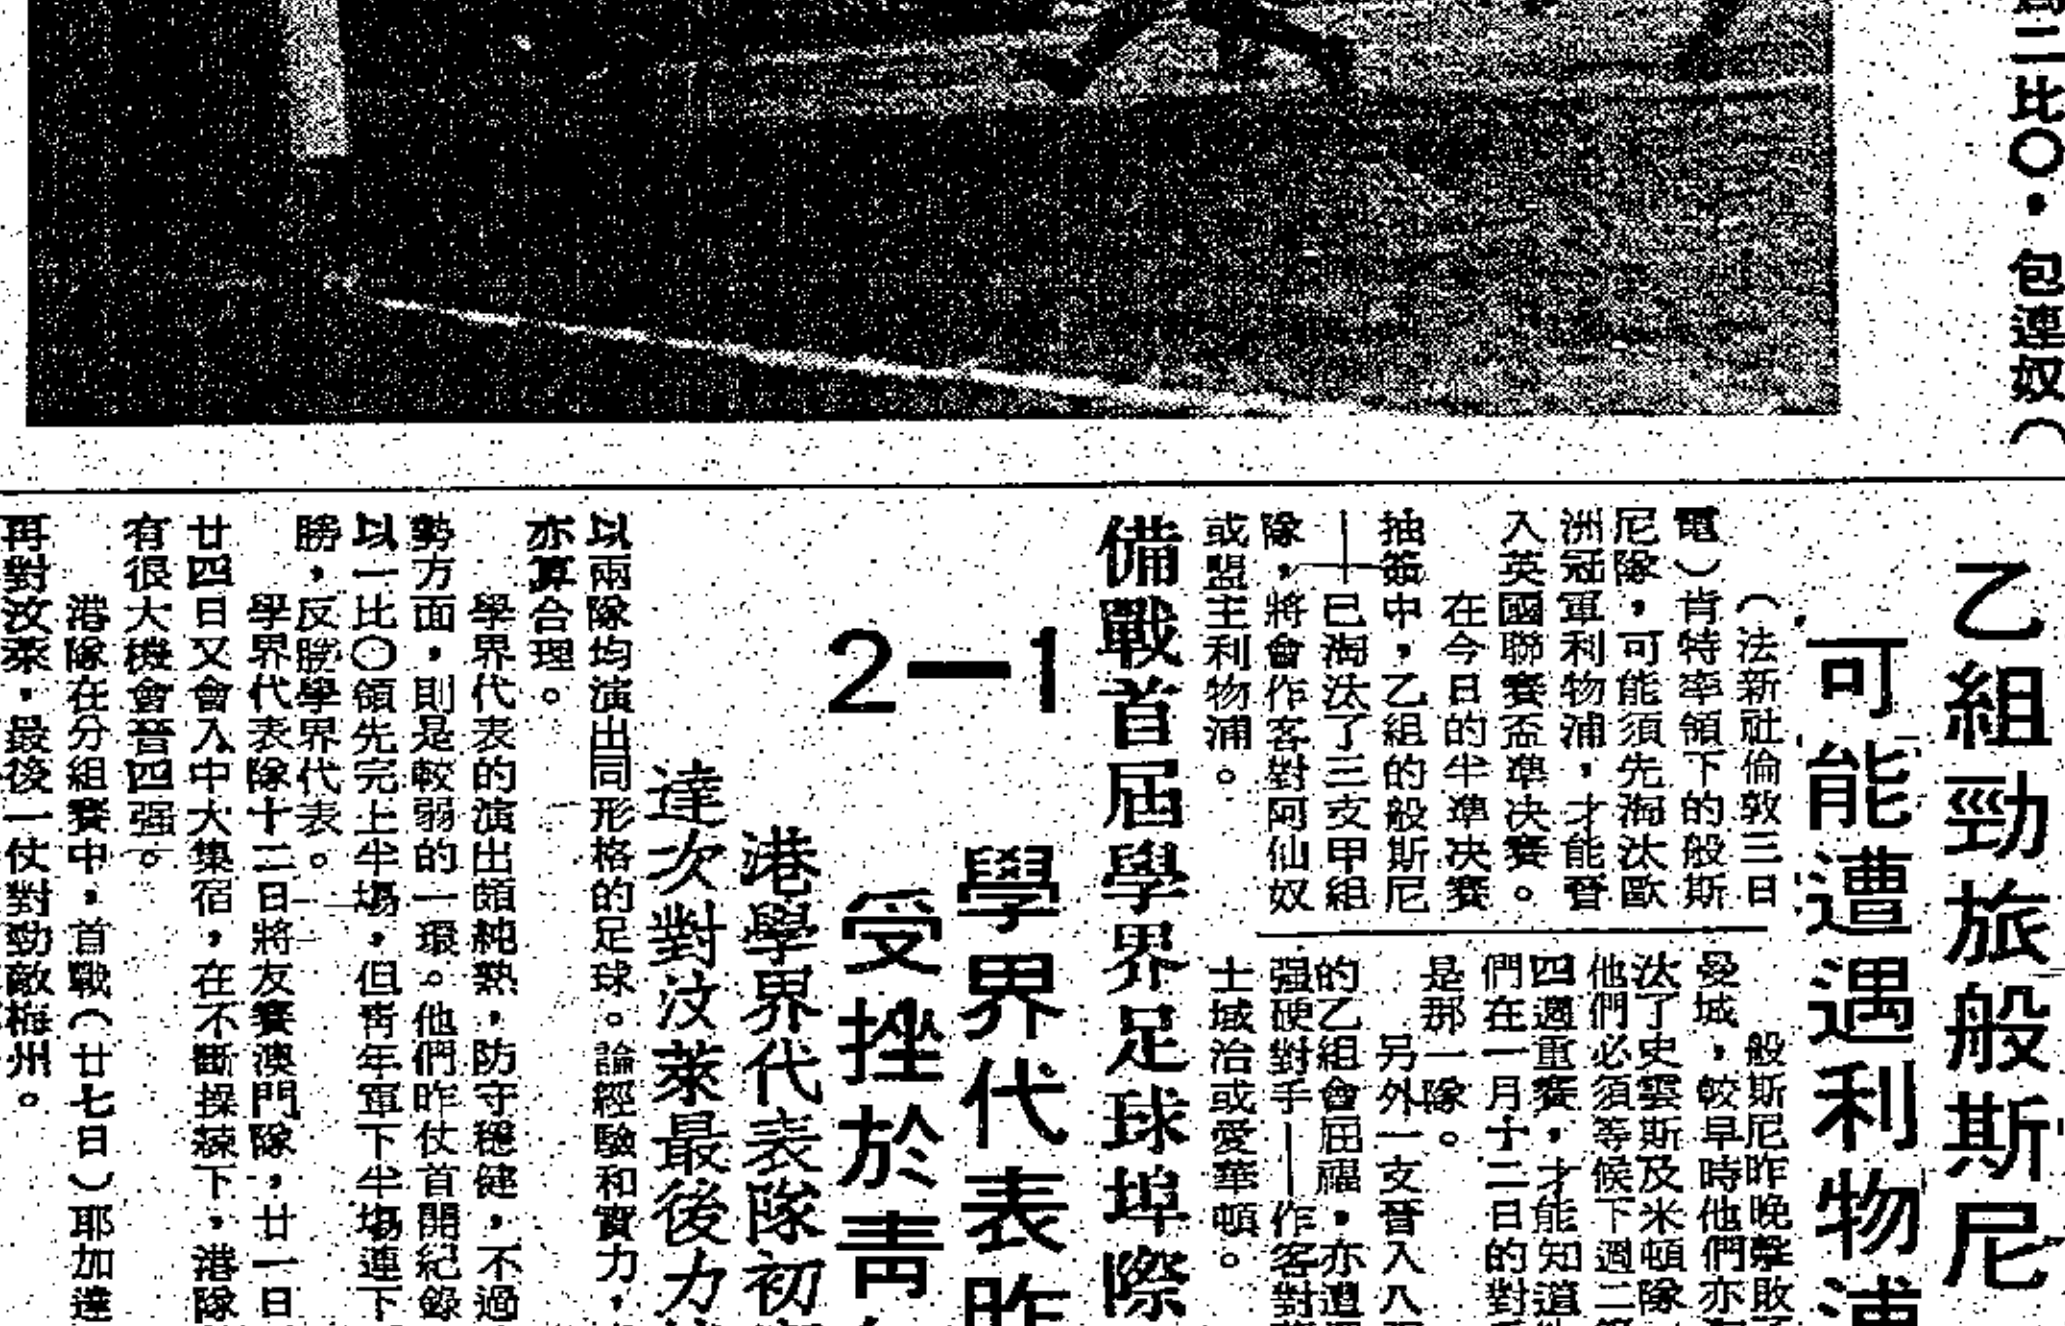 二比〇，包連奴（
乙組勁旅般斯尼
可能遭遇利物浦
（法新社倫敦三日
電）肯特率領下的般斯
尼隊，可能須先淘汰歐
洲冠軍利物浦，才能晉
入英國聯賽盃準决賽。
在今日的半準决賽
抽簽中，乙組的般斯尼
—已淘汰了三支甲組
隊，將會作客對阿仙奴
或盟主利物浦。
般斯尼昨晚擊敗
曼城，較早時他們亦
汰了史雲斯及米頓隊
他們必須等候下週二
四週重賽，才能知道
們在一月十二日的對
是那一隊。
另外一支晉入八
的乙組會屈福，亦遭
强硬對手—作客對
士域治或愛華頓。
備戰首屆學界足球埠際
2—1
學界代表昨
受挫於靑
港學界代表隊初
達次對汶萊最後力
以兩隊均演出同形格的足球。論經驗和實力，
亦算合理。
學界代表的演出頗純熟，防守穩健，不過
勢方面，則是較弱的一環。他們昨仗首開紀錄
以一比〇領先完上半場，但靑年軍下半塲連下
勝，反勝學界代表。
學界代表隊十二日將友賽澳門隊，廿一日
廿四日又會入中大集宿，在不斷操練下，港隊
有很大機會晉四强。
港隊在分組賽中，首戰（廿七日）耶加達
再對汶萊，最後一仗對勁敵梅州。